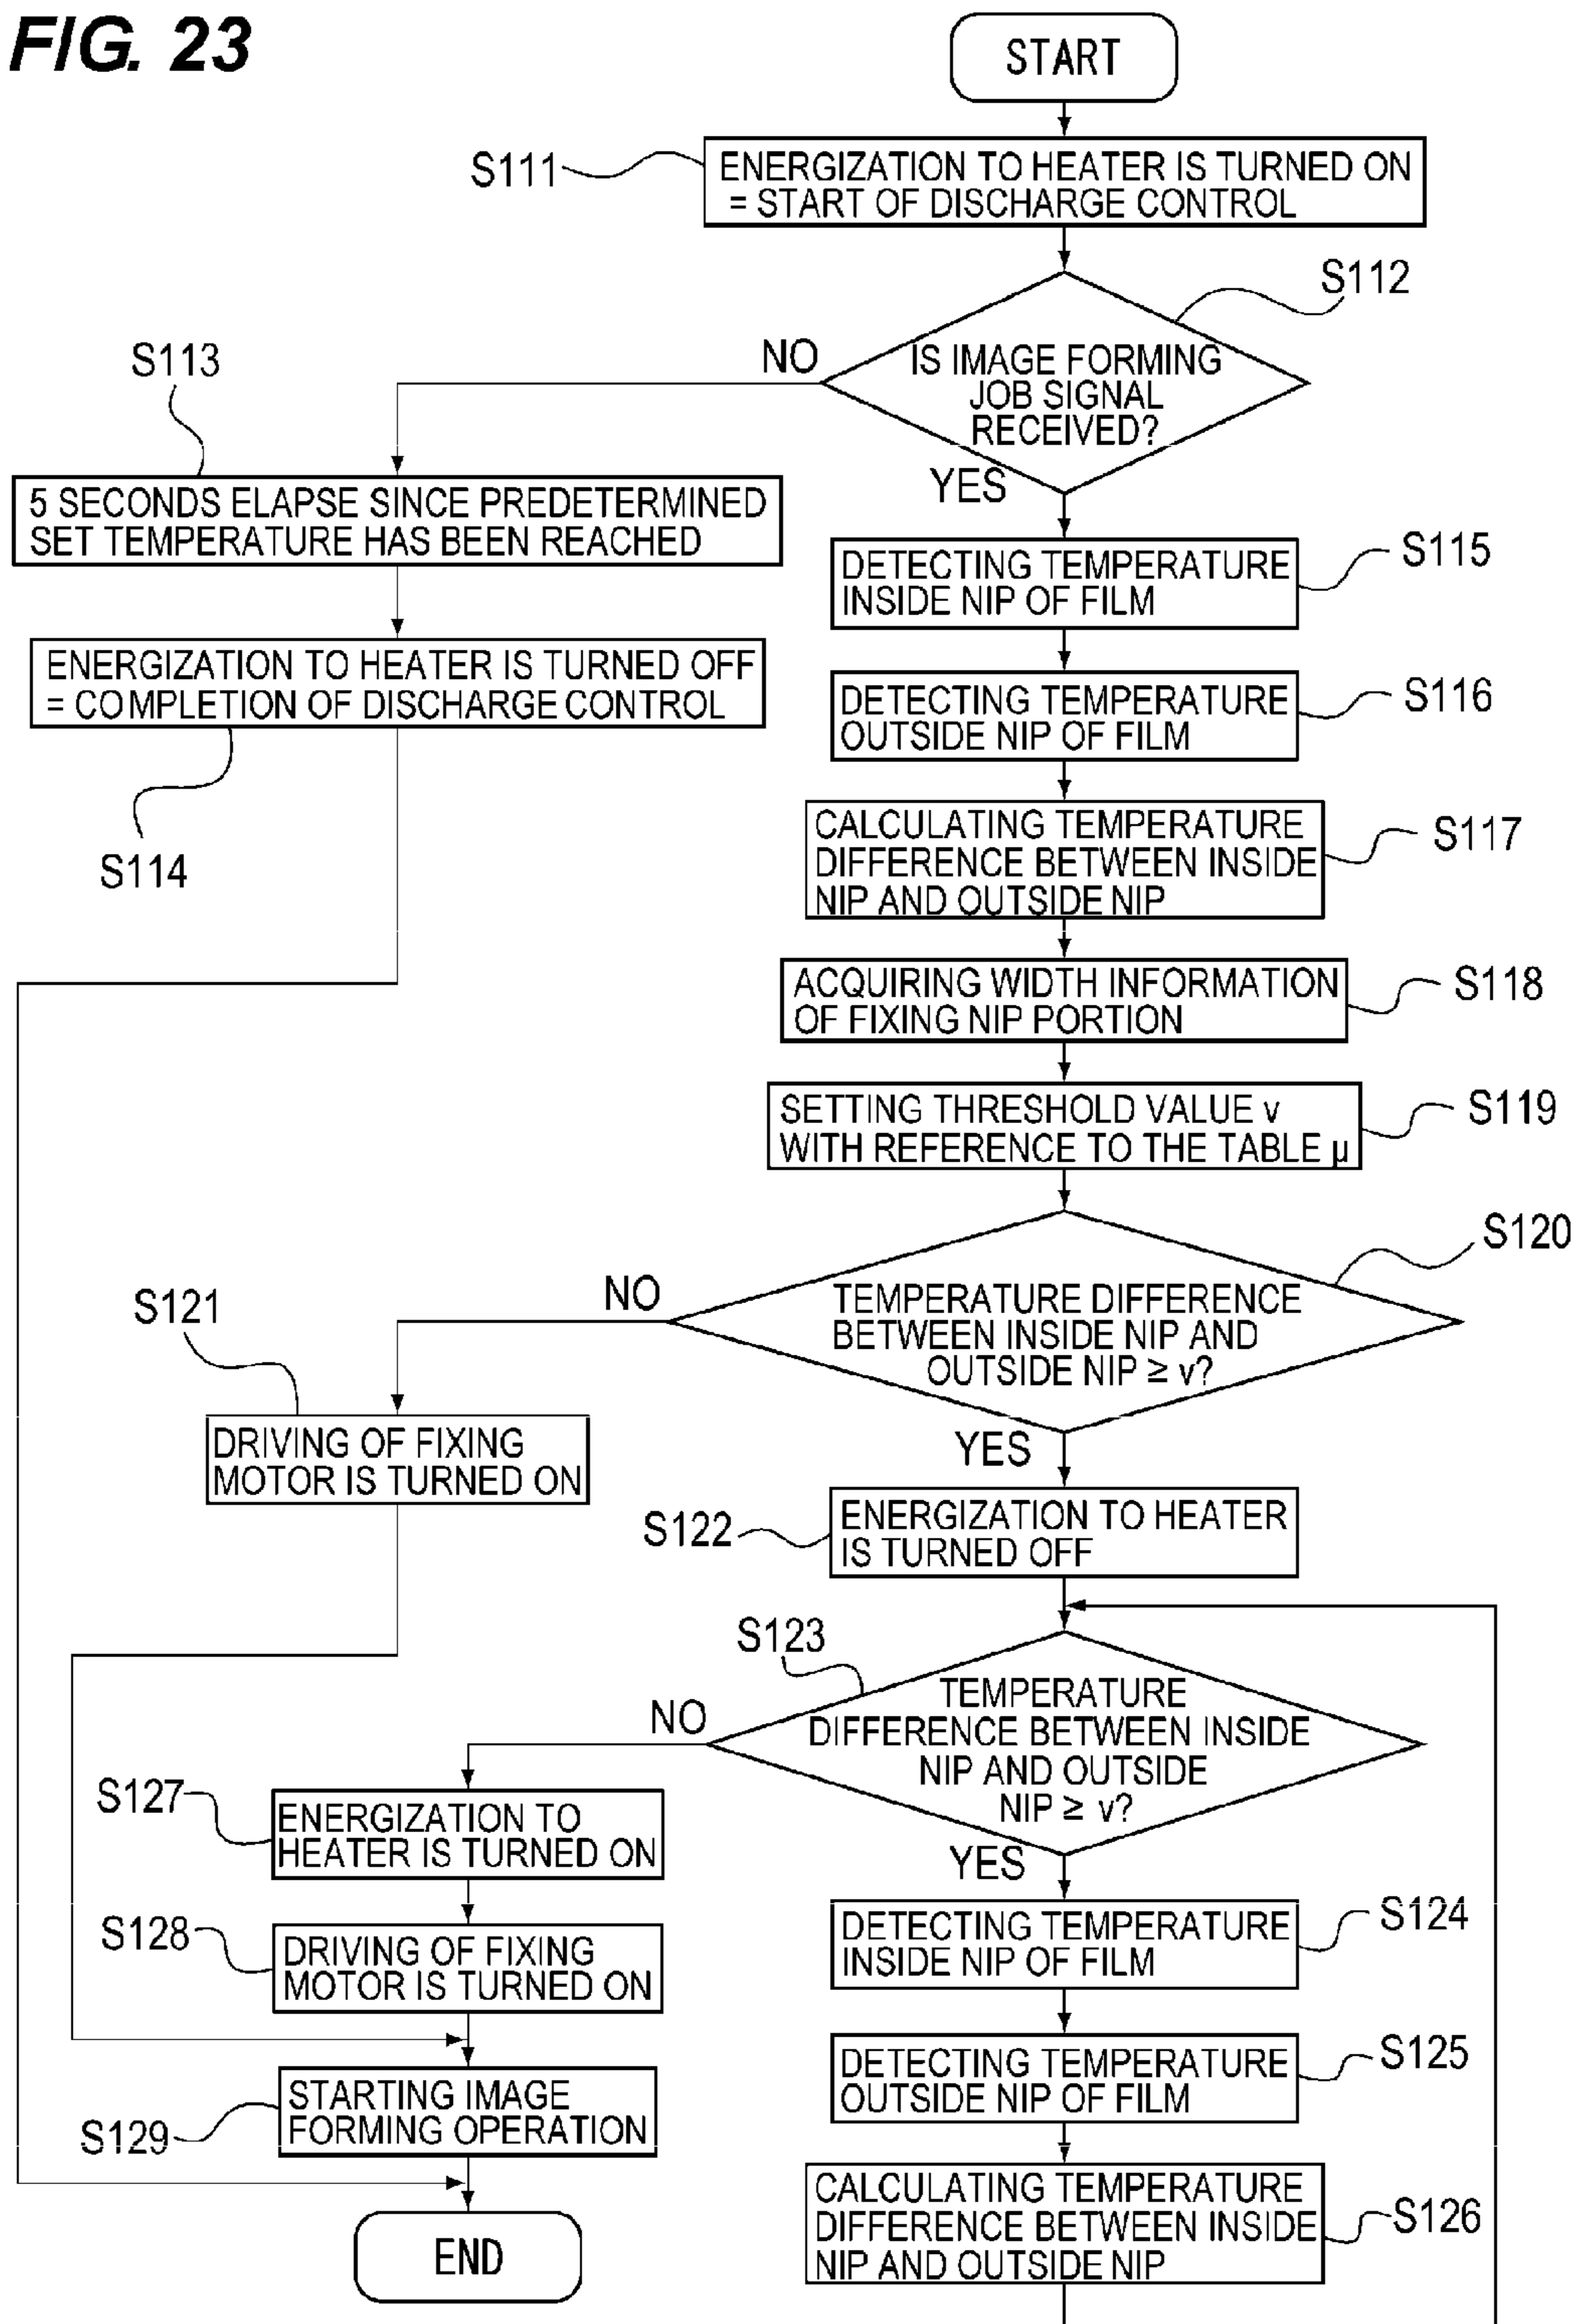 FIG. 23
START
S111
ENERGIZATION TO HEATER IS TURNED ON
= START OF DISCHARGE CONTROL
S112
IS IMAGE FORMING
JOB SIGNAL
RECEIVED?
NO
YES
S113
5 SECONDS ELAPSE SINCE PREDETERMINED
SET TEMPERATURE HAS BEEN REACHED
ENERGIZATION TO HEATER IS TURNED OFF
= COMPLETION OF DISCHARGE CONTROL
S114
DETECTING TEMPERATURE
INSIDE NIP OF FILM
S115
DETECTING TEMPERATURE
OUTSIDE NIP OF FILM
S116
CALCULATING TEMPERATURE
DIFFERENCE BETWEEN INSIDE
NIP AND OUTSIDE NIP
S117
ACQUIRING WIDTH INFORMATION
OF FIXING NIP PORTION
S118
SETTING THRESHOLD VALUE ν
WITH REFERENCE TO THE TABLE μ
S119
S120
TEMPERATURE DIFFERENCE
BETWEEN INSIDE NIP AND
OUTSIDE NIP ≥ ν?
NO
YES
S121
DRIVING OF FIXING
MOTOR IS TURNED ON
S122
ENERGIZATION TO HEATER
IS TURNED OFF
S123
TEMPERATURE
DIFFERENCE BETWEEN INSIDE
NIP AND OUTSIDE
NIP ≥ ν?
NO
YES
S127
ENERGIZATION TO
HEATER IS TURNED ON
S128
DRIVING OF FIXING
MOTOR IS TURNED ON
S129
STARTING IMAGE
FORMING OPERATION
END
DETECTING TEMPERATURE
INSIDE NIP OF FILM
S124
DETECTING TEMPERATURE
OUTSIDE NIP OF FILM
S125
CALCULATING TEMPERATURE
DIFFERENCE BETWEEN INSIDE
NIP AND OUTSIDE NIP
S126